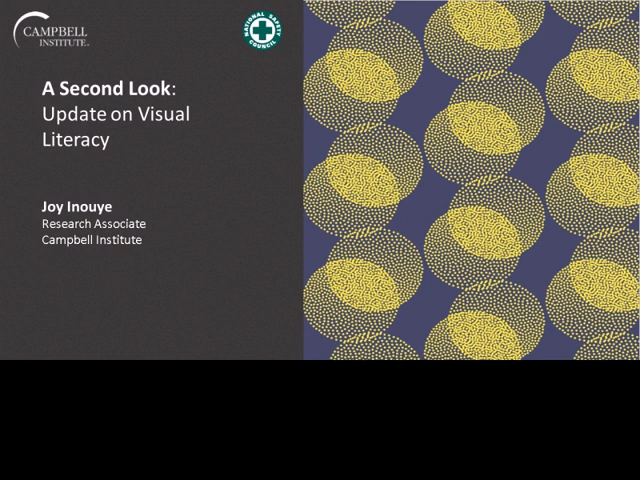 CAMPBELL
INSTITUTE
NATIONAL SAFETY COUNCIL
A Second Look:
Update on Visual
Literacy
Joy Inouye
Research Associate
Campbell Institute